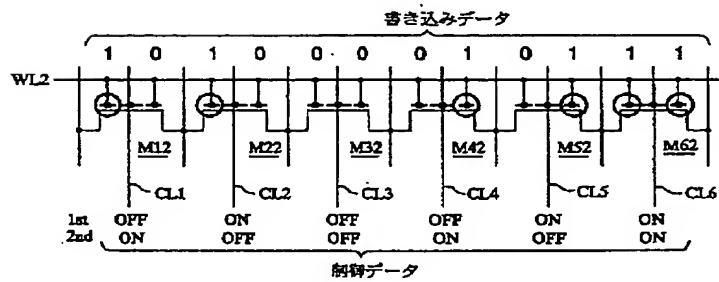 書き込みデータ
1 0 1 0 0 0 0 1 0 1 1 1
WL2
M12 M22 M32 M42 M52 M62
CL1 CL2 CL3 CL4 CL5 CL6
1st OFF ON OFF OFF ON ON
2nd ON OFF OFF ON OFF ON
制御データ